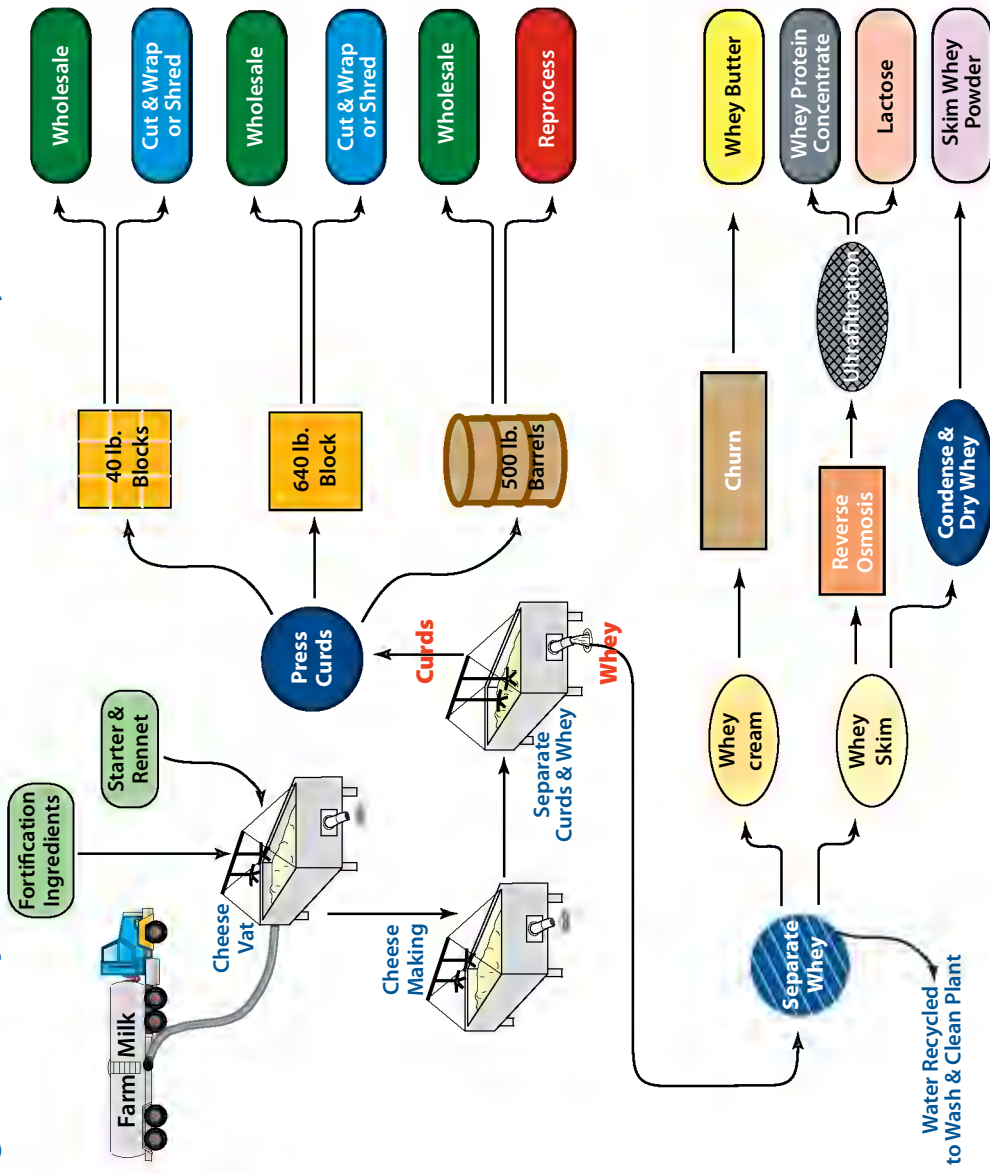 Farm Milk
Fortification
Ingredients
Starter &
Rennet
Cheese
Vat
Cheese
Making
Separate
Curds & Whey
Curds
Whey
Press
Curds
40 lb.
Blocks
640 lb.
Block
500 lb.
Barrels
Wholesale
Cut & Wrap
or Shred
Wholesale
Cut & Wrap
or Shred
Wholesale
Reprocess
Separate
Whey
Water Recycled
to Wash & Clean Plant
Whey
cream
Whey
Skim
Churn
Reverse
Osmosis
Condense &
Dry Whey
Ultrafiltration
Whey Butter
Whey Protein
Concentrate
Lactose
Skim Whey
Powder